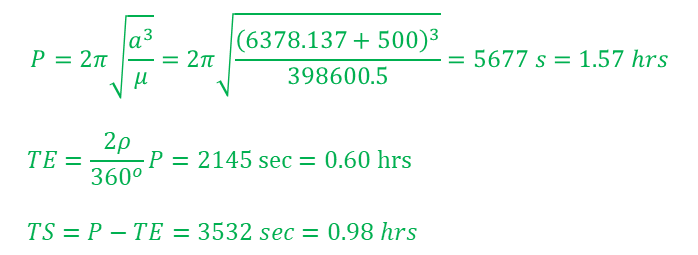 P = 2π√(a³/μ) = 2π√((6378.137 + 500)³/398600.5) = 5677 s = 1.57 hrs
TE = 2ρ/360° P = 2145 sec = 0.60 hrs
TS = P − TE = 3532 sec = 0.98 hrs